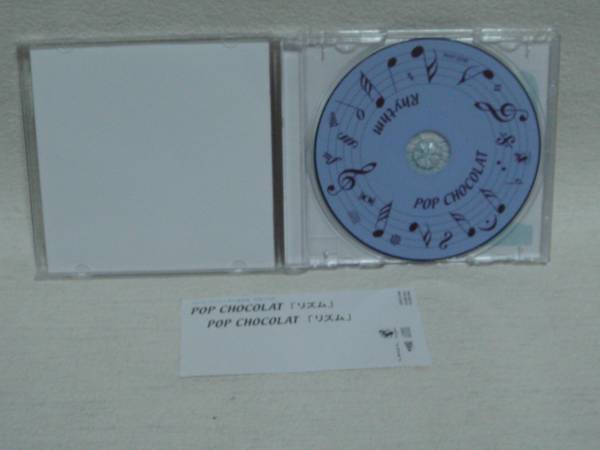 Rhythm
POP CHOCOLAT
POP CHOCOLAT「リズム」
POP CHOCOLAT「リズム」